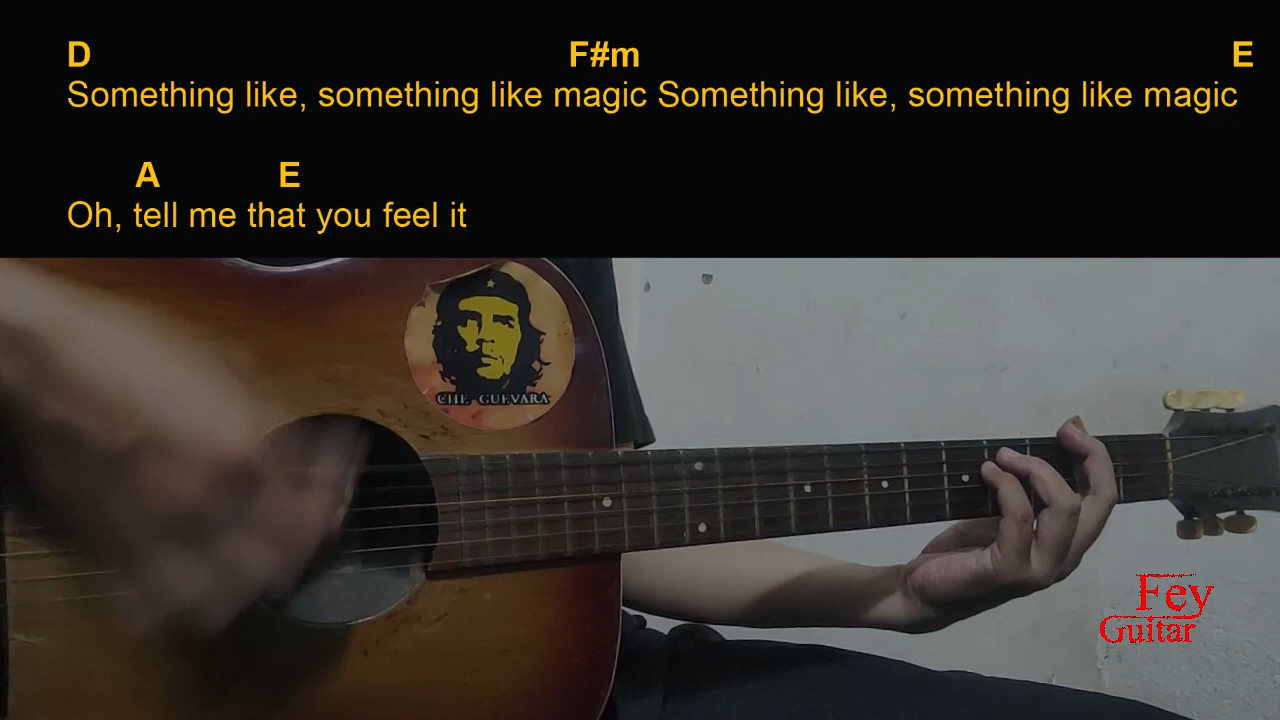 D F#m E
Something like, something like magic Something like, something like magic
A E
Oh, tell me that you feel it
CHE GUEVARA
Fey
Guitar